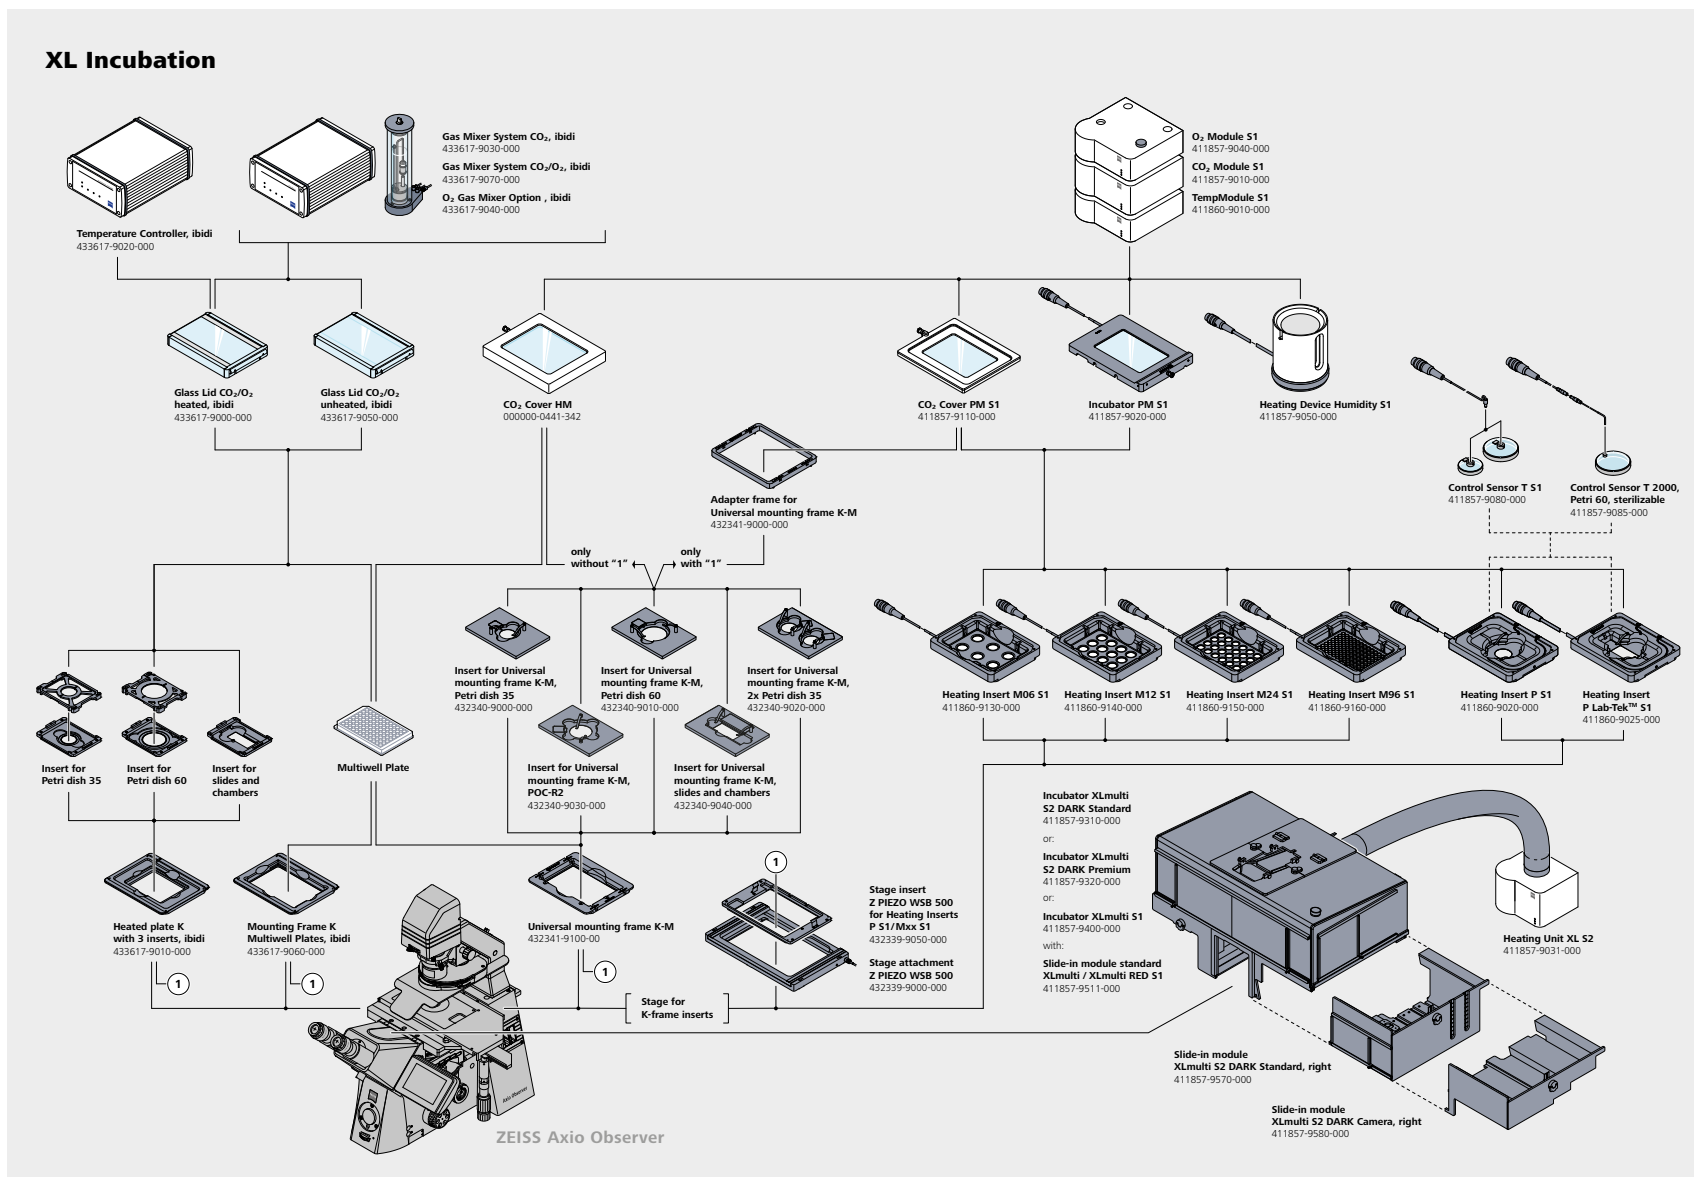 XL Incubation
Gas Mixer System CO₂, ibidi
433617-9030-000
Gas Mixer System CO₂/O₂, ibidi
433617-9070-000
O₂ Gas Mixer Option , ibidi
433617-9040-000
O₂ Module S1
411857-9040-000
CO₂ Module S1
411857-9010-000
TempModule S1
411860-9010-000
Temperature Controller, ibidi
433617-9020-000
Glass Lid CO₂/O₂
heated, ibidi
433617-9000-000
Glass Lid CO₂/O₂
unheated, ibidi
433617-9050-000
CO₂ Cover HM
000000-0441-342
CO₂ Cover PM S1
411857-9110-000
Incubator PM S1
411857-9020-000
Heating Device Humidity S1
411857-9050-000
Adapter frame for
Universal mounting frame K-M
432341-9000-000
Control Sensor T S1
411857-9080-000
Control Sensor T 2000,
Petri 60, sterilizable
411857-9085-000
only
without “1”
only
with “1”
Insert for Universal
mounting frame K-M,
Petri dish 35
432340-9000-000
Insert for Universal
mounting frame K-M,
Petri dish 60
432340-9010-000
Insert for Universal
mounting frame K-M,
2x Petri dish 35
432340-9020-000
Heating Insert M06 S1
411860-9130-000
Heating Insert M12 S1
411860-9140-000
Heating Insert M24 S1
411860-9150-000
Heating Insert M96 S1
411860-9160-000
Heating Insert P S1
411860-9020-000
Heating Insert
P Lab-Tek™ S1
411860-9025-000
Insert for
Petri dish 35
Insert for
Petri dish 60
Insert for
slides and
chambers
Multiwell Plate
Insert for Universal
mounting frame K-M,
POC-R2
432340-9030-000
Insert for Universal
mounting frame K-M,
slides and chambers
432340-9040-000
Incubator XLmulti
S2 DARK Standard
411857-9310-000
or:
Incubator XLmulti
S2 DARK Premium
411857-9320-000
or:
Incubator XLmulti S1
411857-9400-000
with:
Slide-in module standard
XLmulti / XLmulti RED S1
411857-9511-000
1
Stage insert
Z PIEZO WSB 500
for Heating Inserts
P S1/Mxx S1
432339-9050-000
Stage attachment
Z PIEZO WSB 500
432339-9000-000
Heated plate K
with 3 inserts, ibidi
433617-9010-000
1
Mounting Frame K
Multiwell Plates, ibidi
433617-9060-000
1
Universal mounting frame K-M
432341-9100-00
1
Heating Unit XL S2
411857-9031-000
Stage for
K-frame inserts
Slide-in module
XLmulti S2 DARK Standard, right
411857-9570-000
Slide-in module
XLmulti S2 DARK Camera, right
411857-9580-000
Axio Observer
ZEISS Axio Observer